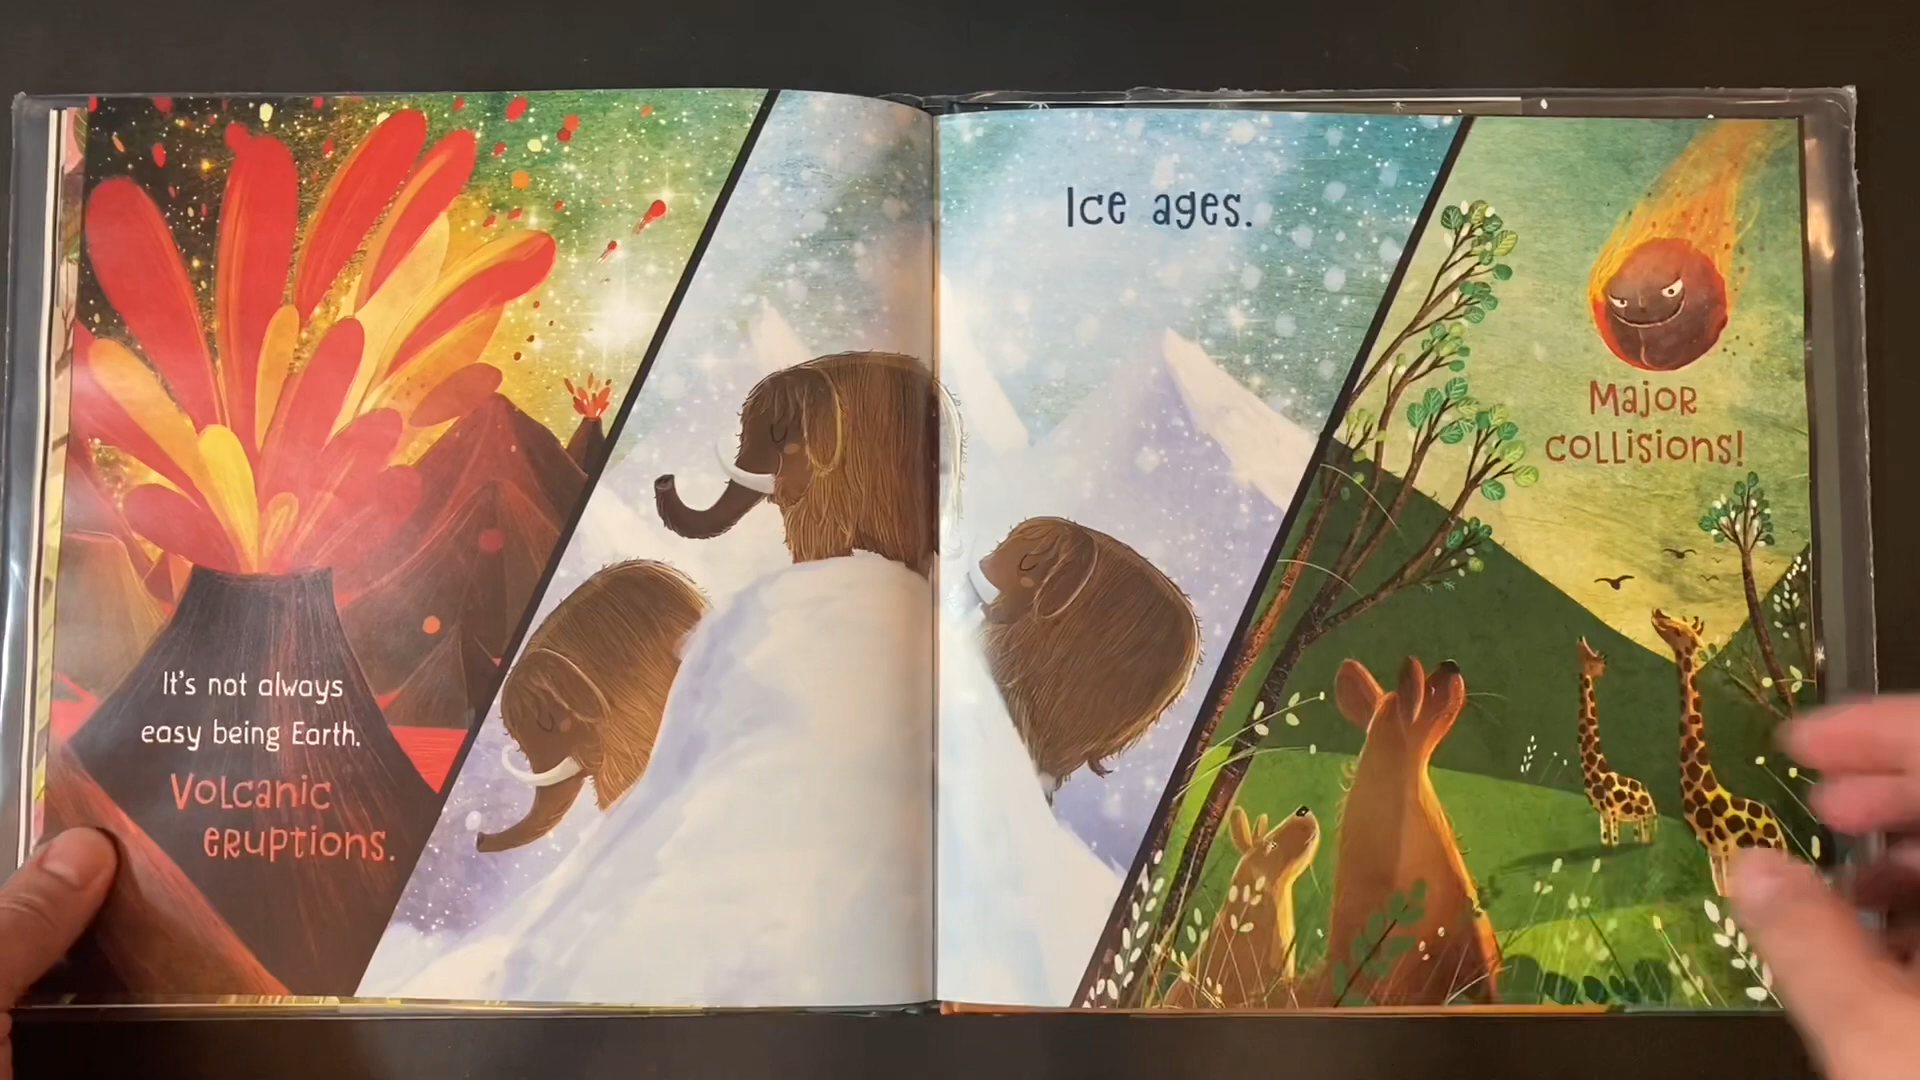 It's not always
easy being Earth.
Volcanic
eruptions.
Ice ages.
Major
collisions!